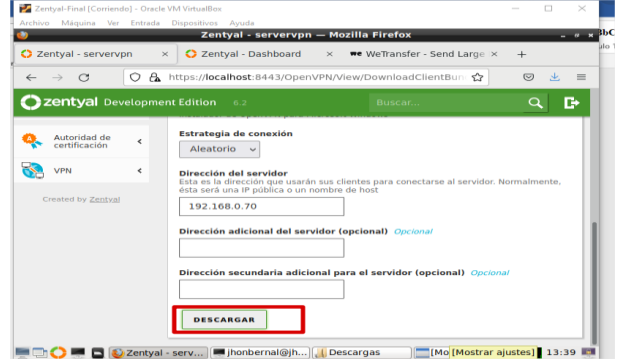 Zentyal-Final [Corriendo] - Oracle VM VirtualBox
Archivo Máquina Ver Entrada Dispositivos Ayuda
Zentyal - servervpn — Mozilla Firefox
Zentyal - servervpn × Zentyal - Dashboard × we WeTransfer - Send Large × +
https://localhost:8443/OpenVPN/View/DownloadClientBun
zentyal Development Edition 6.2 Buscar...
Autoridad de
certificación
Estrategia de conexión
Aleatorio
VPN
Dirección del servidor
Esta es la dirección que usarán sus clientes para conectarse al servidor. Normalmente,
ésta será una IP pública o un nombre de host
Created by Zentyal
192.168.0.70
Dirección adicional del servidor (opcional) Opcional
Dirección secundaria adicional para el servidor (opcional) Opcional
DESCARGAR
Zentyal - serv... jhonbernal@jh... Descargas [Mo [Mostrar ajustes] 13:39